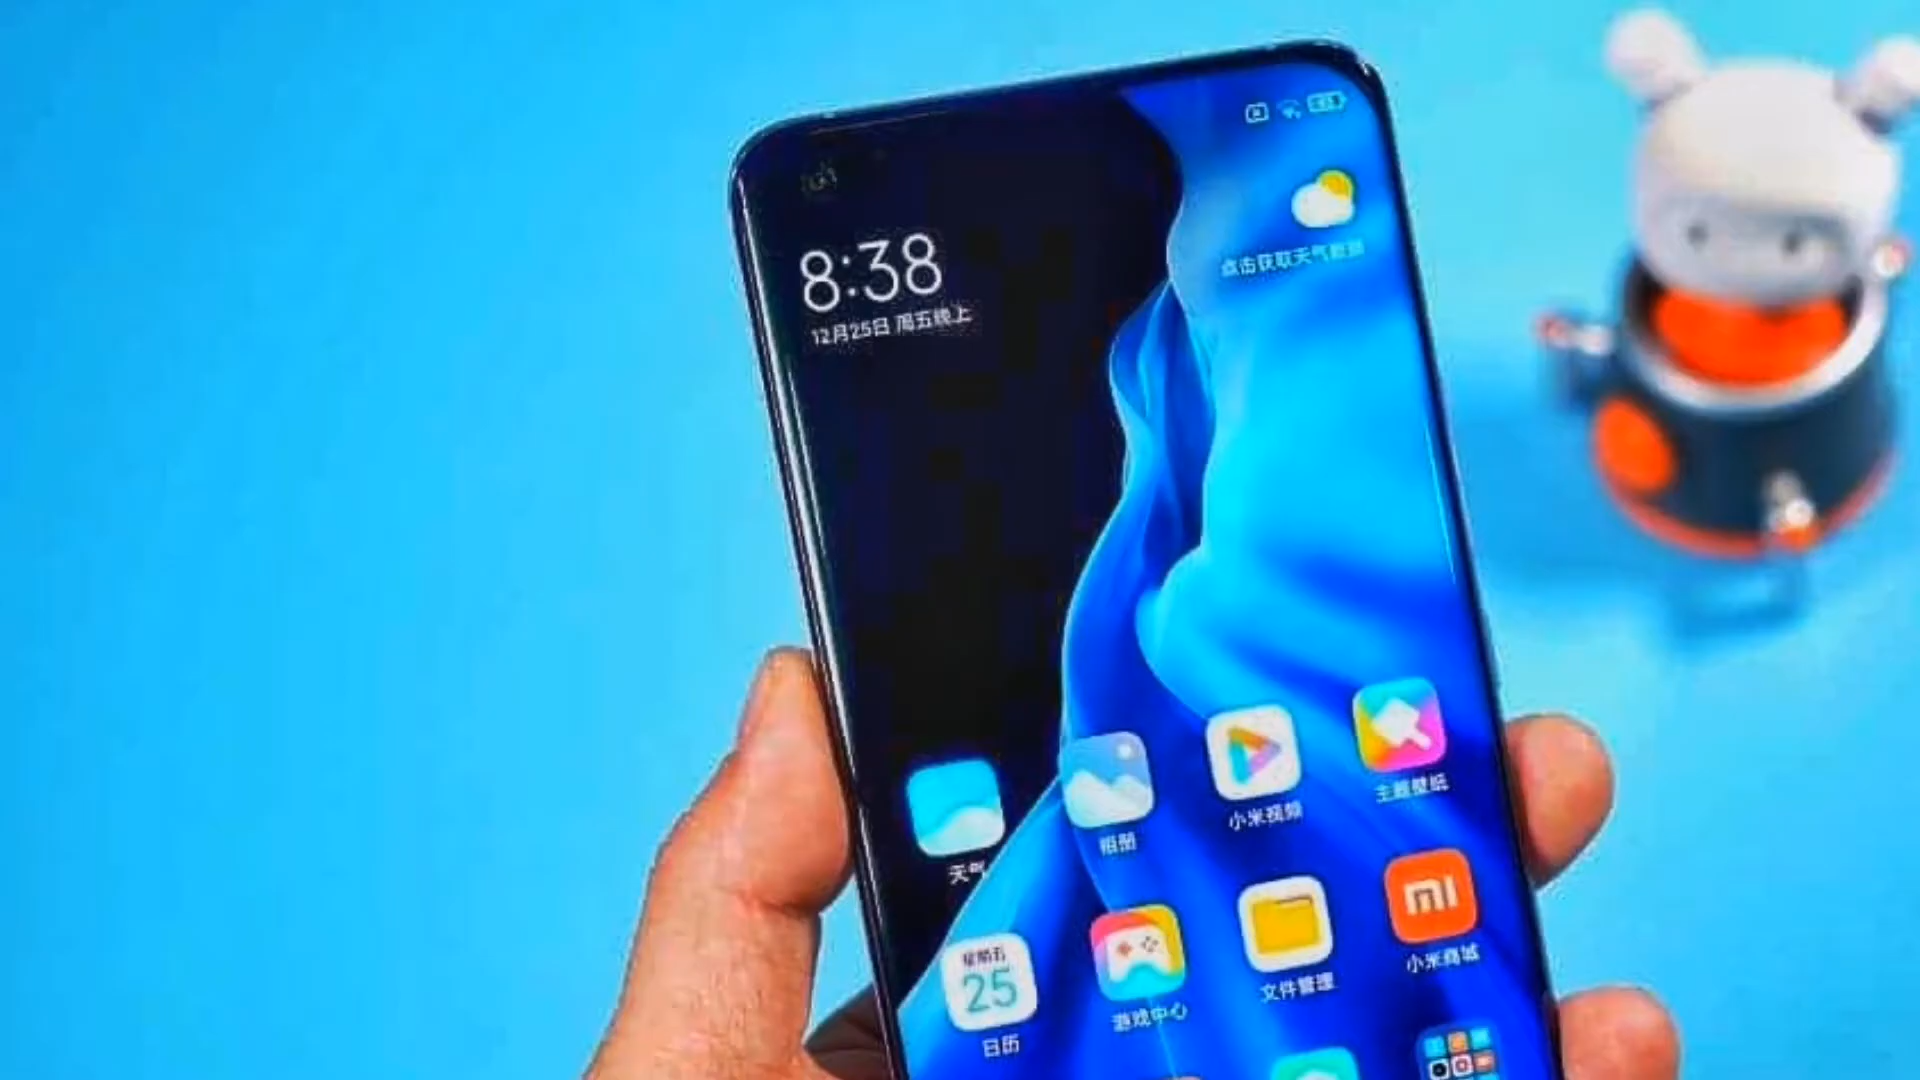 8:38
12月25日 周五晚上
点击获取天气数据
天气
相册
小米视频
主题壁纸
星期五
25
日历
游戏中心
文件管理
mi
小米商城